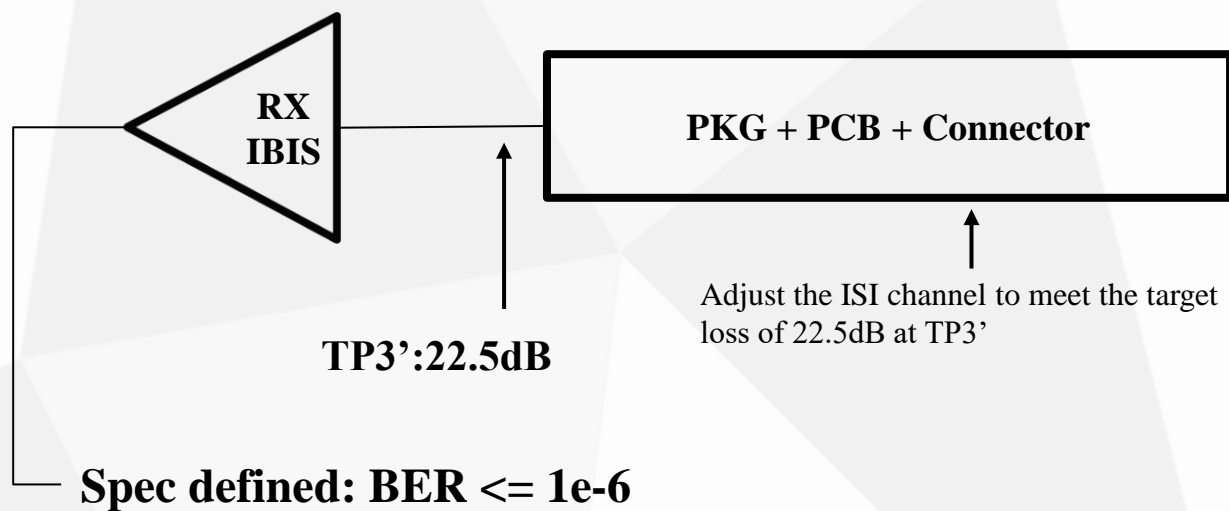 RX
IBIS
PKG + PCB + Connector
Adjust the ISI channel to meet the target
loss of 22.5dB at TP3’
TP3’:22.5dB
Spec defined: BER <= 1e-6